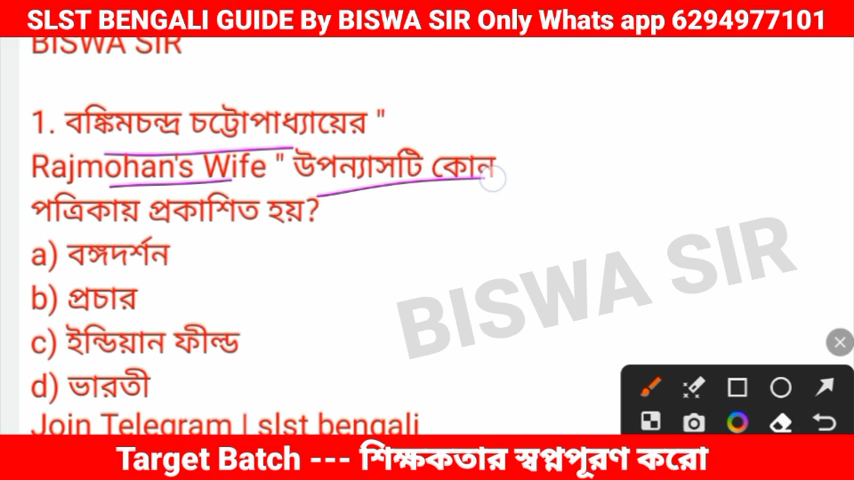 SLST BENGALI GUIDE By BISWA SIR Only Whats app 6294977101
BISWA SIR
1. বঙ্কিমচন্দ্র চট্টোপাধ্যায়ের "
Rajmohan's Wife " উপন্যাসটি কোন
পত্রিকায় প্রকাশিত হয়?
a) বঙ্গদর্শন
b) প্রচার
c) ইন্ডিয়ান ফীল্ড
d) ভারতী
BISWA SIR
Join Telegram | slst bengali
Target Batch --- শিক্ষকতার স্বপ্নপূরণ করো